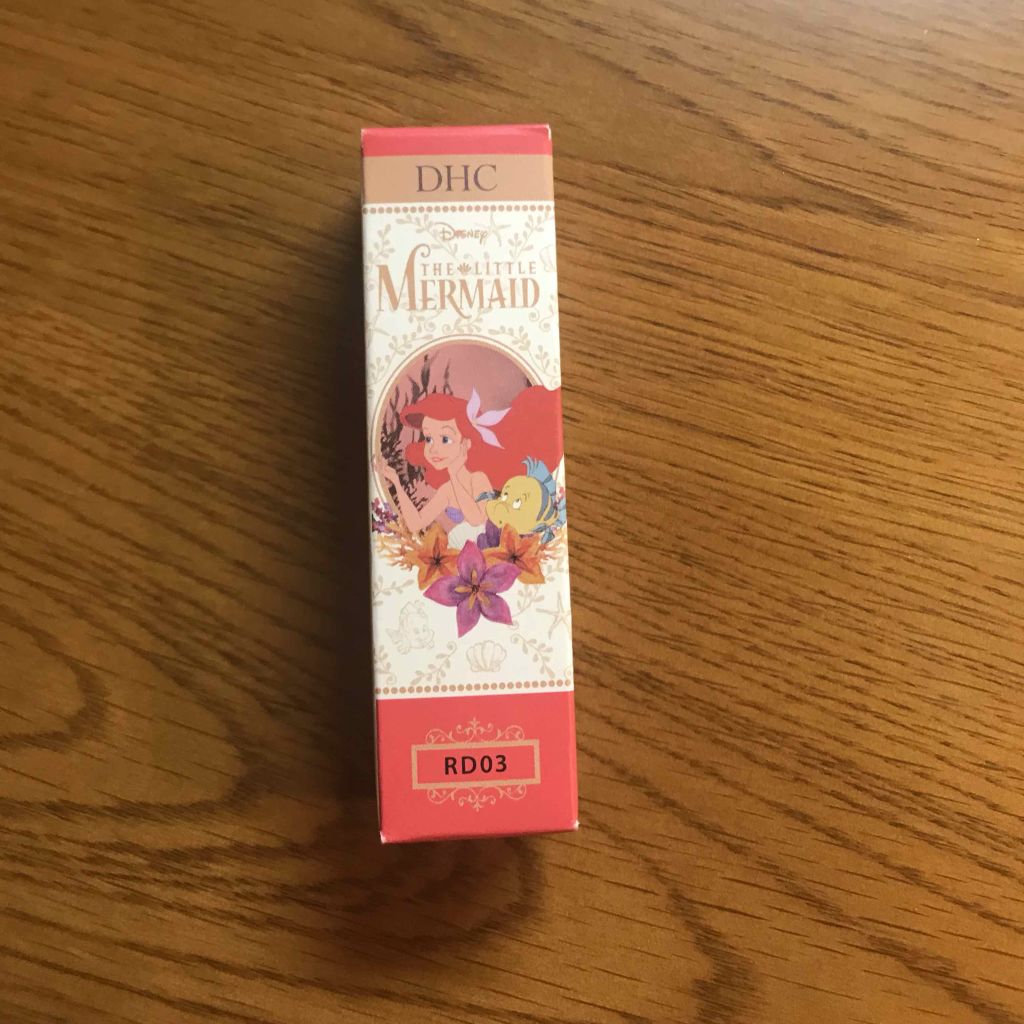 DHC
Disney
THE LITTLE
MERMAID
RD03